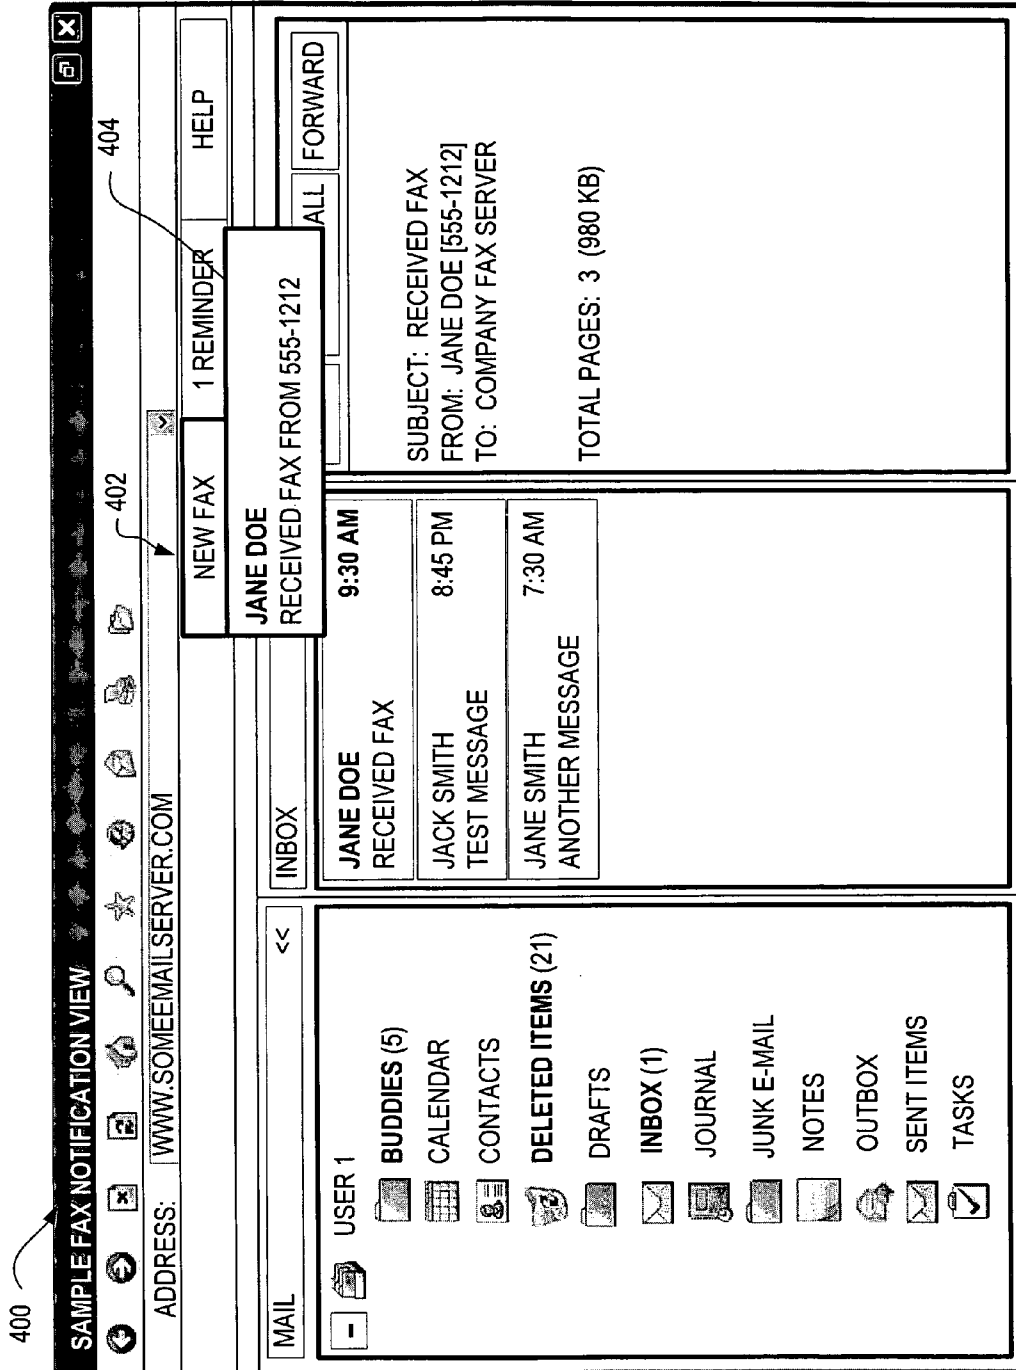 400
SAMPLE FAX NOTIFICATION VIEW
402
404
ADDRESS:
WWW.SOMEEMAILSERVER.COM
NEW FAX
1 REMINDER
HELP
JANE DOE
RECEIVED FAX FROM 555-1212
MAIL
<<
USER 1
BUDDIES (5)
CALENDAR
CONTACTS
DELETED ITEMS (21)
DRAFTS
INBOX (1)
JOURNAL
JUNK E-MAIL
NOTES
OUTBOX
SENT ITEMS
TASKS
INBOX
JANE DOE 9:30 AM
RECEIVED FAX
JACK SMITH 8:45 PM
TEST MESSAGE
JANE SMITH 7:30 AM
ANOTHER MESSAGE
ALL
FORWARD
SUBJECT: RECEIVED FAX
FROM: JANE DOE [555-1212]
TO: COMPANY FAX SERVER
TOTAL PAGES: 3 (980 KB)